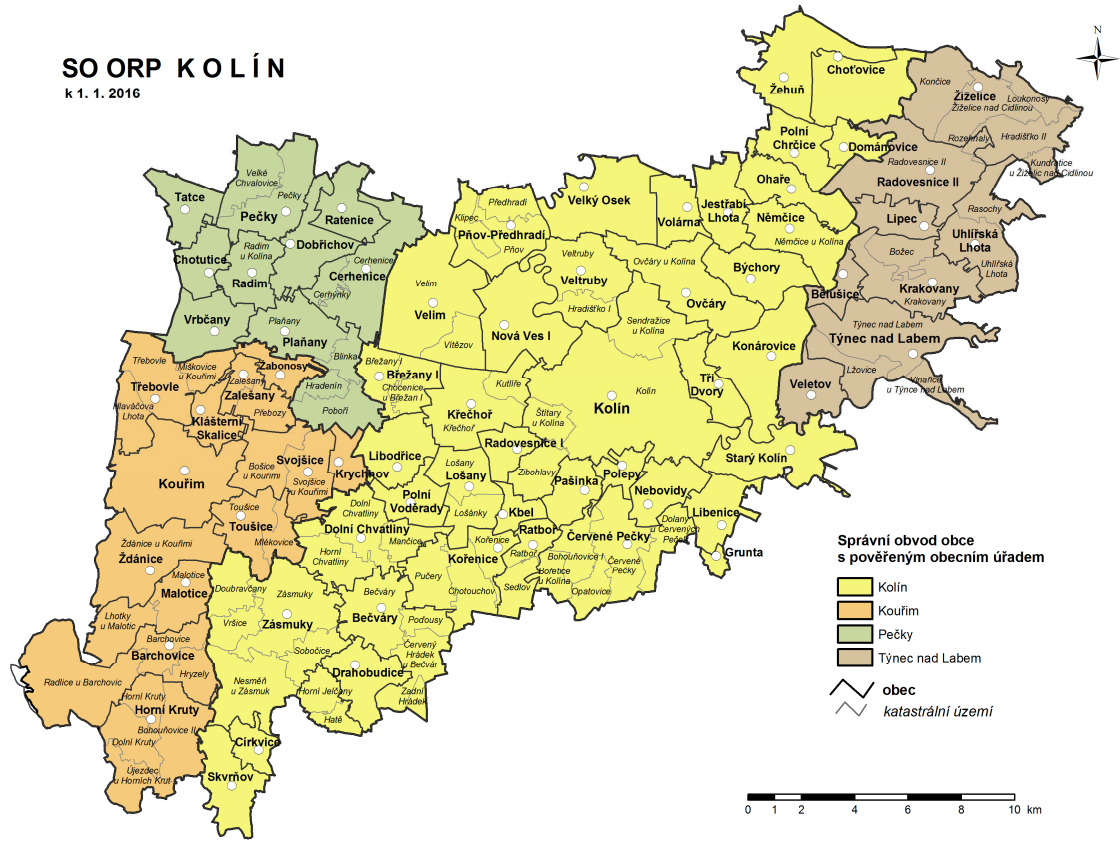 SO ORP KOLÍN
k 1. 1. 2016
N
Choťovice
Žehuň
Končice
Žiželice
Loukonosy
Žiželice nad Cidlinou
Polní
Chrčice
Dománovice
Rozehnaly
Hradišťko II
Radovesnice II
Kundratice
u Žiželic nad Cidlinou
Radovesnice II
Ohaře
Velké
Chvalovice
Pečky
Tatce
Pečky
Ratenice
Velký Osek
Předhradí
Klipec
Pňov-Předhradí
Pňov
Volárna
Jestřabí
Lhota
Němčice
Němčice u Kolína
Lipec
Rasochy
Uhlířská
Lhota
Uhlířská
Lhota
Božec
Krakovany
Krakovany
Chotutice
Radim
u Kolína
Dobřichov
Radim
Cerhenice
Cerhenice
Cerhýnky
Veltruby
Veltruby
Ovčáry u Kolína
Býchory
Ovčáry
Hradišťko I
Sendražice
u Kolína
Bělušice
Velim
Velim
Vítězov
Nová Ves I
Vrbčany
Plaňany
Plaňany
Blinka
Hradenín
Poboří
Konárovice
Týnec nad Labem
Týnec nad Labem
Lžovice
Vinařice
u Týnce nad Labem
Veletov
Třebovle
Třebovle
Miškovice
u Kouřimi
Zalešany
Zabonosy
Zalešany
Přebozy
Hlaváčova
Lhota
Klášterní
Skalice
Břežany I
Břežany I
Chocenice
u Břežan I
Kutlíře
Křečhoř
Křečhoř
Štítary
u Kolína
Kolín
Kolín
Tři
Dvory
Radovesnice I
Starý Kolín
Kouřim
Bošice
u Kouřimi
Svojšice
Svojšice
u Kouřimi
Krychnov
Libodřice
Lošany
Lošany
Lošánky
Zibohlavy
Pašinka
Polepy
Nebovidy
Libenice
Grunta
Toušice
Toušice
Mlékovice
Polní
Voděrady
Dolní
Chvatliny
Dolní Chvatliny
Horní
Chvatliny
Mančice
Kbel
Ratboř
Ratboř
Kořenice
Kořenice
Červené Pečky
Dolany
u Červených
Peček
Bohouňovice I
Bořetice
u Kolína
Červené
Pečky
Opatovice
Sedlov
Chotouchov
Pučery
Ždánice u Kouřimi
Ždánice
Malotice
Malotice
Lhotky
u Malotic
Barchovice
Barchovice
Hryzely
Radlice u Barchovic
Horní Kruty
Horní Kruty
Bohouňovice II
Dolní Kruty
Újezdec
u Horních Krut
Doubravčany
Zásmuky
Zásmuky
Vršice
Sobočice
Nesměň
u Zásmuk
Bečváry
Bečváry
Poďousy
Červený
Hrádek
u Bečvár
Drahobudice
Horní Jelčany
Hatě
Zadní
Hrádek
Církvice
Skvrňov
Správní obvod obce
s pověřeným obecním úřadem
Kolín
Kouřim
Pečky
Týnec nad Labem
obec
katastrální území
0 1 2 4 6 8 10 km